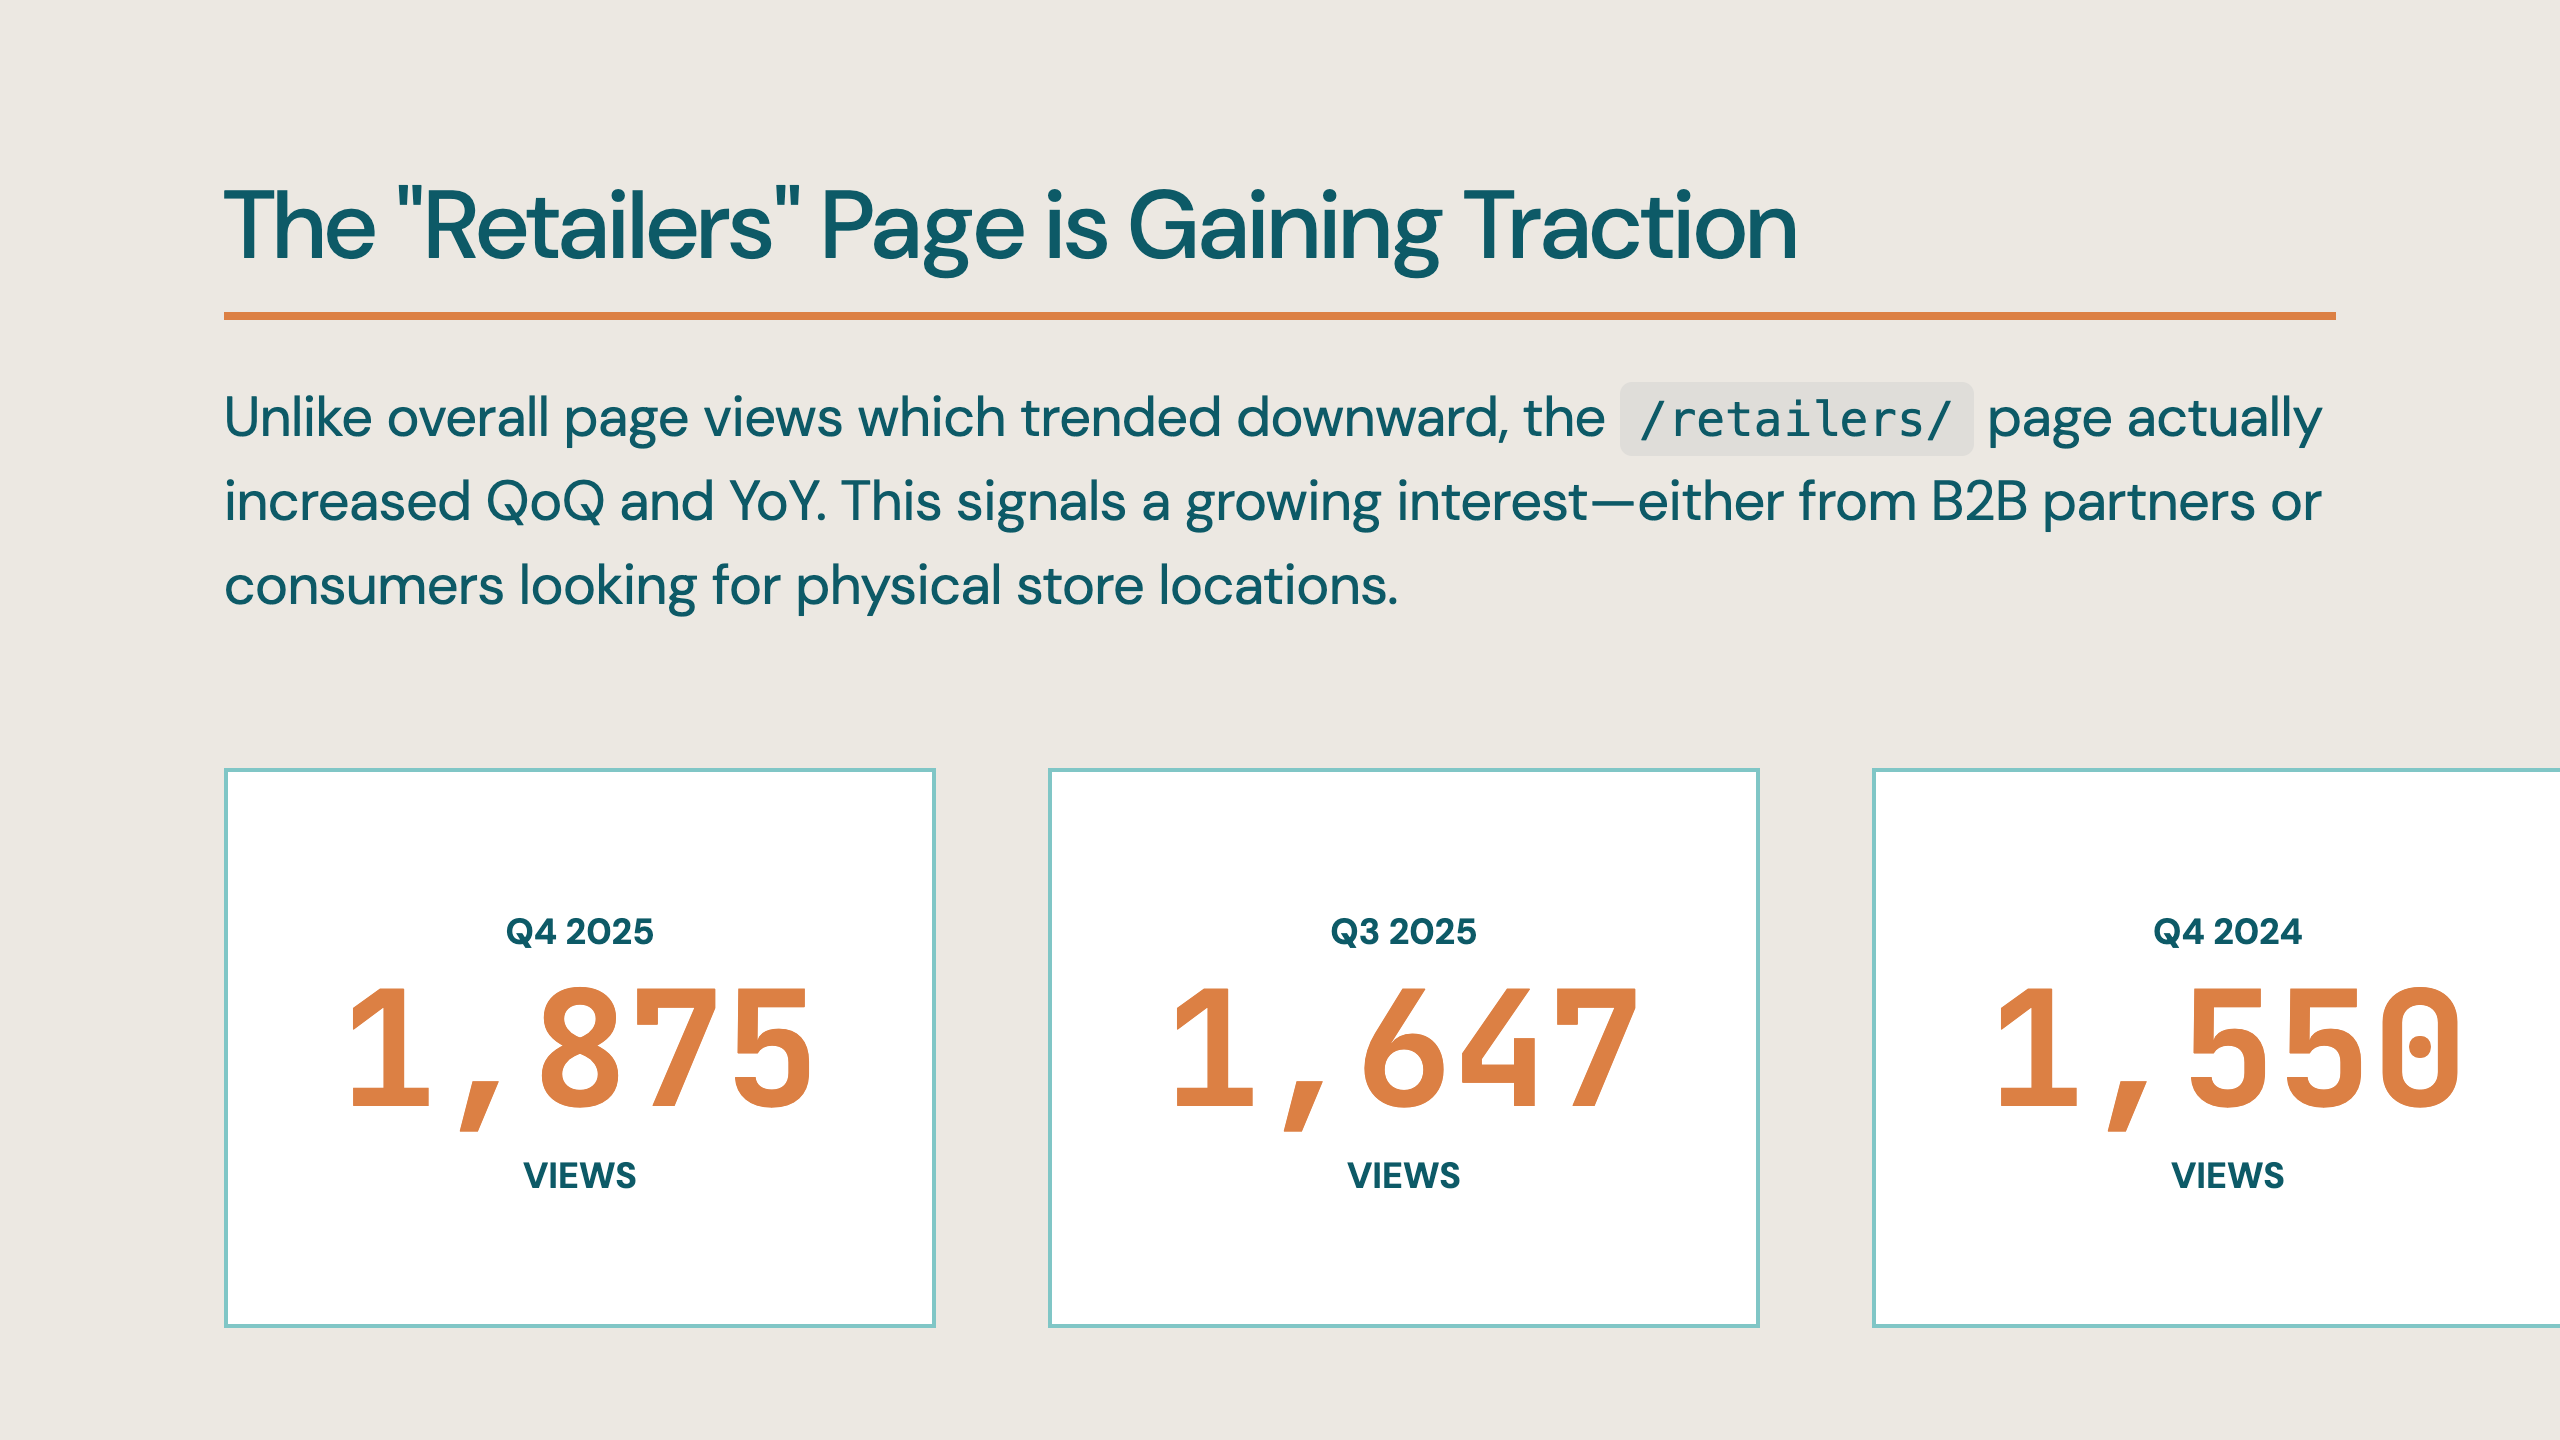 The "Retailers" Page is Gaining Traction
Unlike overall page views which trended downward, the /retailers/ page actually
increased QoQ and YoY. This signals a growing interest—either from B2B partners or
consumers looking for physical store locations.
Q4 2025
1,875
VIEWS
Q3 2025
1,647
VIEWS
Q4 2024
1,550
VIEWS